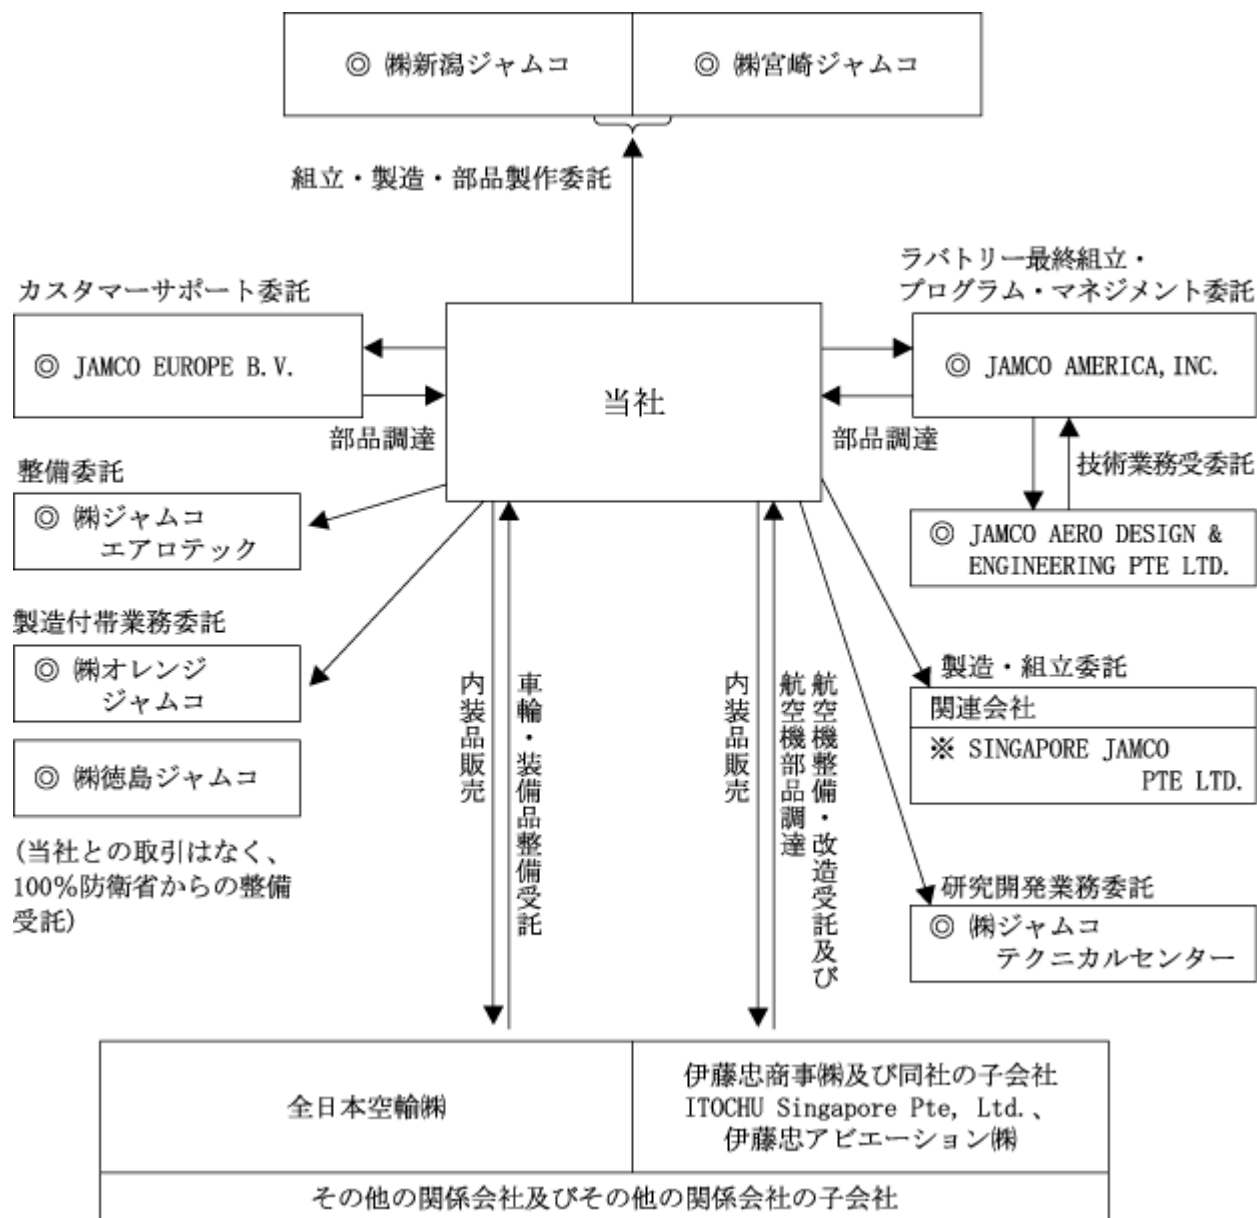 ◎ ㈱新潟ジャムコ
◎ ㈱宮崎ジャムコ
組立・製造・部品製作委託
カスタマーサポート委託
◎ JAMCO EUROPE B.V.
部品調達
当社
ラバトリー最終組立・
プログラム・マネジメント委託
◎ JAMCO AMERICA,INC.
部品調達
技術業務受委託
◎ JAMCO AERO DESIGN &
ENGINEERING PTE LTD.
整備委託
◎ ㈱ジャムコ
エアロテック
製造付帯業務委託
◎ ㈱オレンジ
ジャムコ
◎ ㈱徳島ジャムコ
(当社との取引はなく、
100%防衛省からの整備
受託)
内装品販売
車輪・装備品整備受託
内装品販売
航空機整備・改造受託及び
航空機部品調達
製造・組立委託
関連会社
※ SINGAPORE JAMCO
PTE LTD.
研究開発業務委託
◎ ㈱ジャムコ
テクニカルセンター
全日本空輸㈱
伊藤忠商事㈱及び同社の子会社
ITOCHU Singapore Pte, Ltd.、
伊藤忠アビエーション㈱
その他の関係会社及びその他の関係会社の子会社